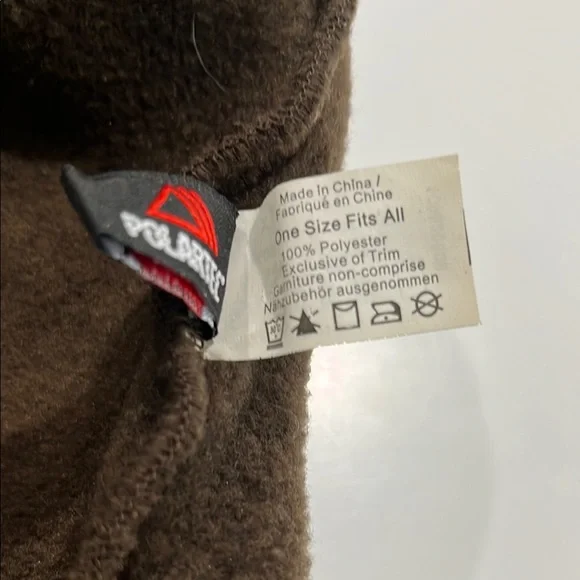 POLARTEC
Made in China /
Fabriqué en Chine
One Size Fits All
100% Polyester
Exclusive of Trim
Garniture non-comprise
Nahzubehör ausgenommen